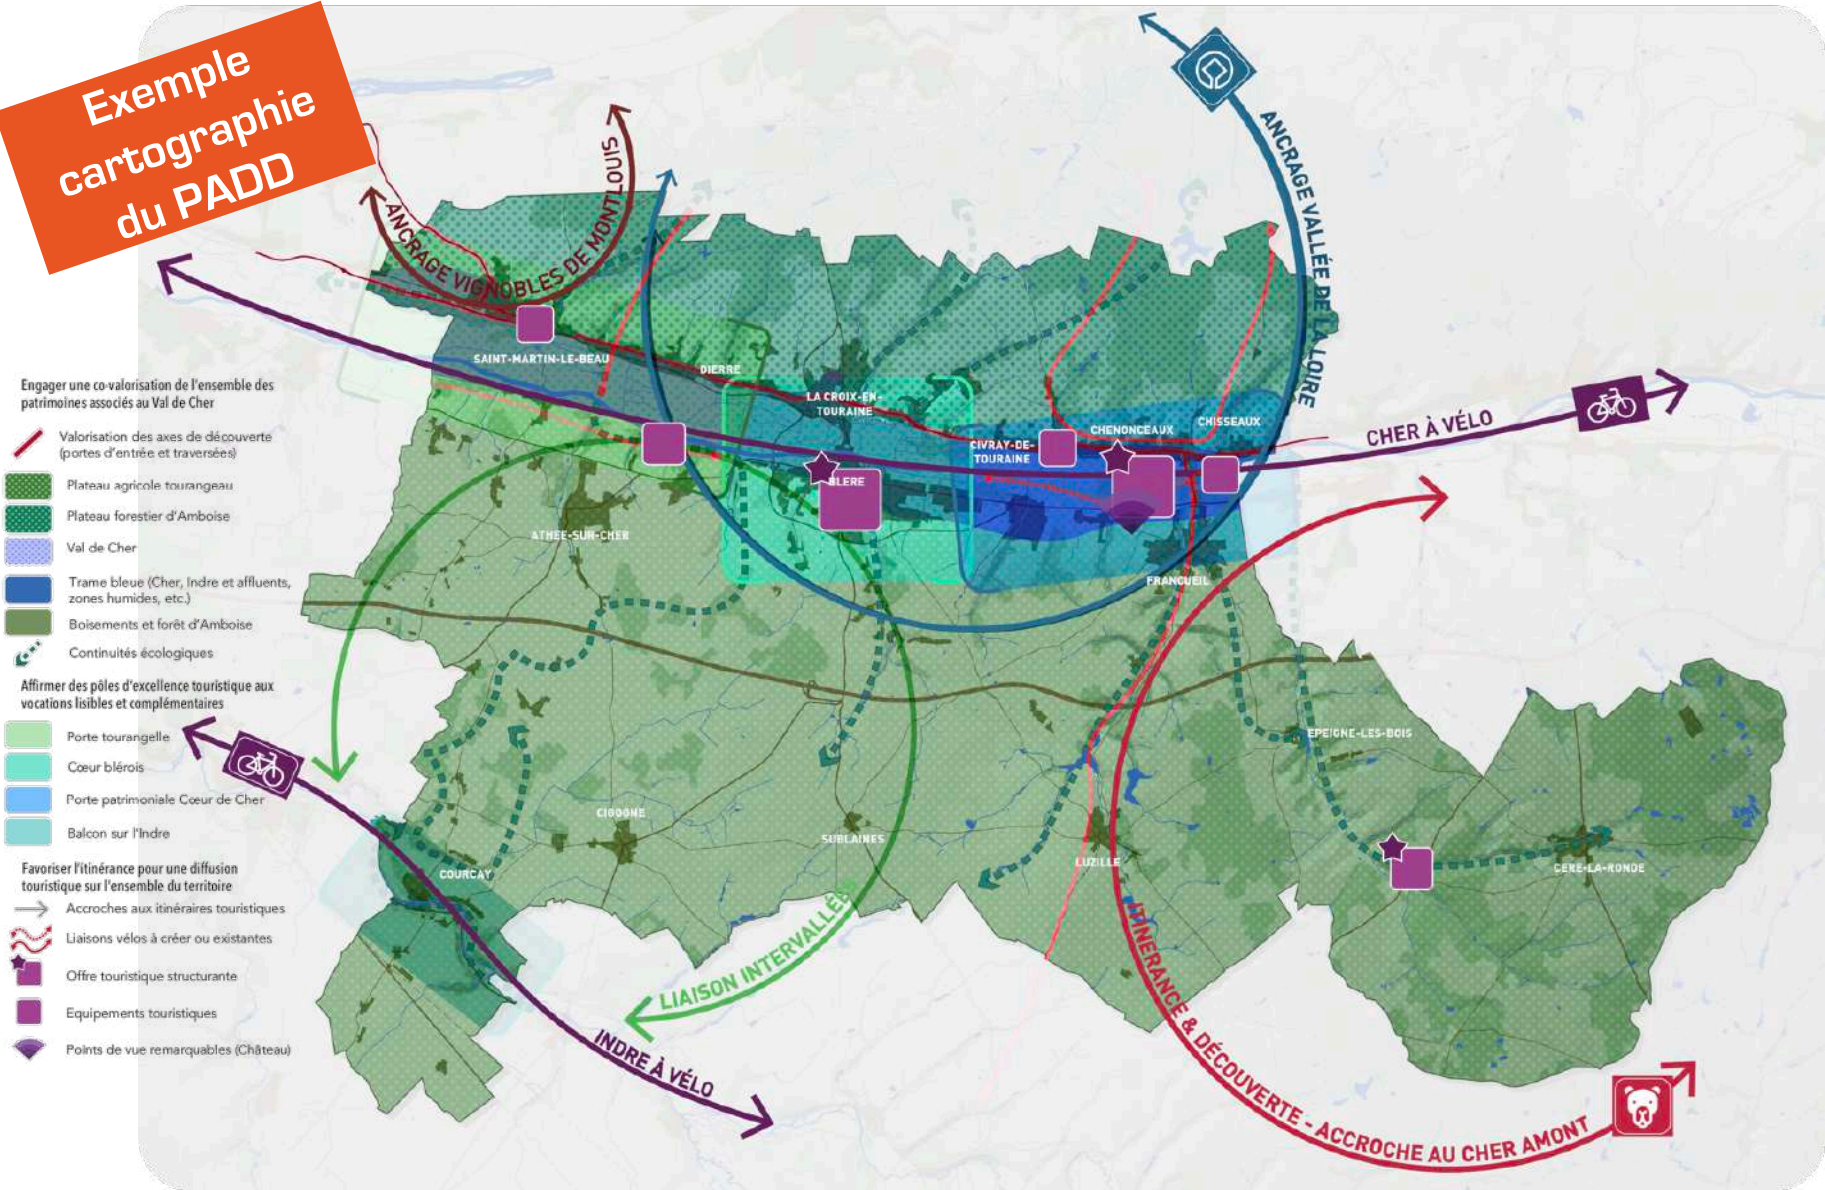 Exemple
cartographie
du PADD
Engager une co-valorisation de l'ensemble des
patrimoines associés au Val de Cher
Valorisation des axes de découverte
(portes d'entrée et traversées)
Plateau agricole tourangeau
Plateau forestier d'Amboise
Val de Cher
Trame bleue (Cher, Indre et affluents,
zones humides, etc.)
Boisements et forêt d'Amboise
Continuités écologiques
Affirmer des pôles d'excellence touristique aux
vocations lisibles et complémentaires
Porte tourangelle
Cœur blérois
Porte patrimoniale Cœur de Cher
Balcon sur l'Indre
Favoriser l'itinérance pour une diffusion
touristique sur l'ensemble du territoire
Accroches aux itinéraires touristiques
Liaisons vélos à créer ou existantes
Offre touristique structurante
Equipements touristiques
Points de vue remarquables (Château)
ANCRAGE VIGNOBLES DE MONTLOUIS
ANCRAGE VALLÉE DE LA LOIRE
SAINT-MARTIN-LE-BEAU
DIERRE
LA CROIX-EN-
TOURAINE
CIVRAY-DE-
TOURAINE
CHENONCEAUX
CHISSEAUX
CHER À VÉLO
BLERE
ATHEE-SUR-CHER
FRANCUEIL
EPEIGNE-LES-BOIS
CIGOGNE
SUBLAINES
LUZILLE
CERE-LA-RONDE
COURCAY
LIAISON INTERVALLÉE
INDRE À VÉLO
ITINÉRANCE & DÉCOUVERTE - ACCROCHE AU CHER AMONT